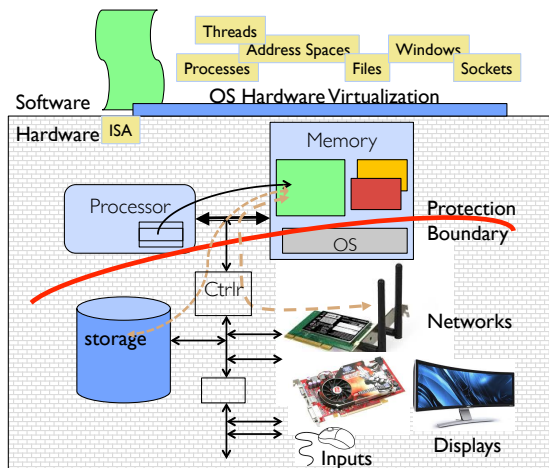 Threads
Address Spaces
Windows
Processes
Files
Sockets
Software
OS Hardware Virtualization
Hardware
ISA
Memory
Processor
Protection
Boundary
OS
Ctrlr
storage
Networks
Inputs
Displays